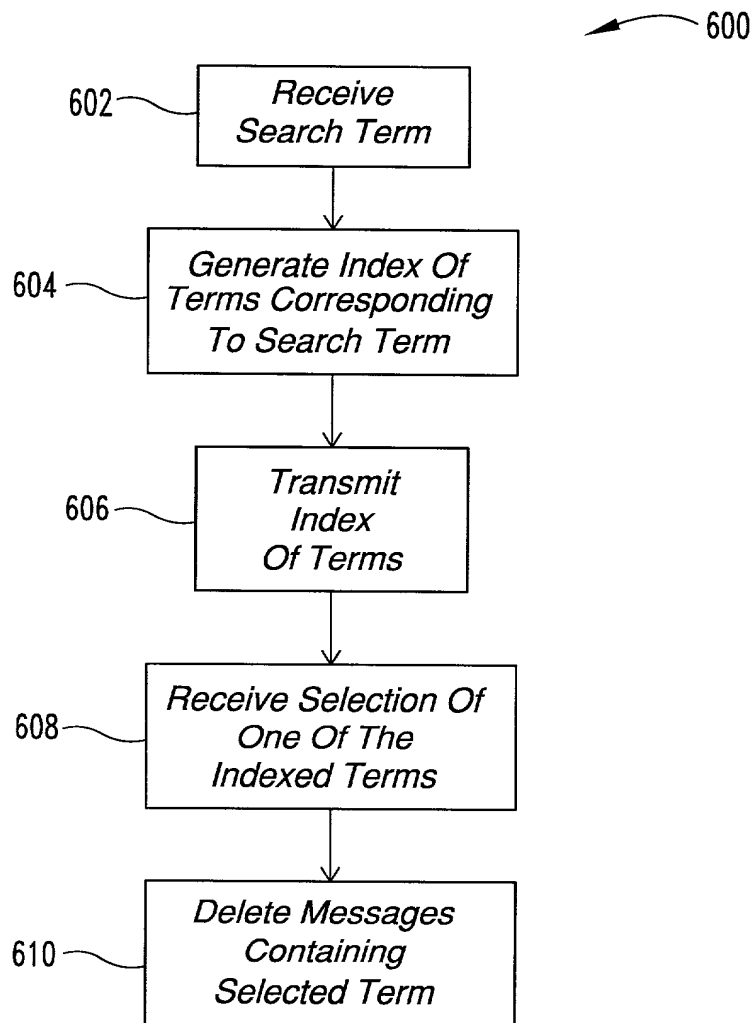 600
602
Receive
Search Term
604
Generate Index Of
Terms Corresponding
To Search Term
606
Transmit
Index
Of Terms
608
Receive Selection Of
One Of The
Indexed Terms
610
Delete Messages
Containing
Selected Term